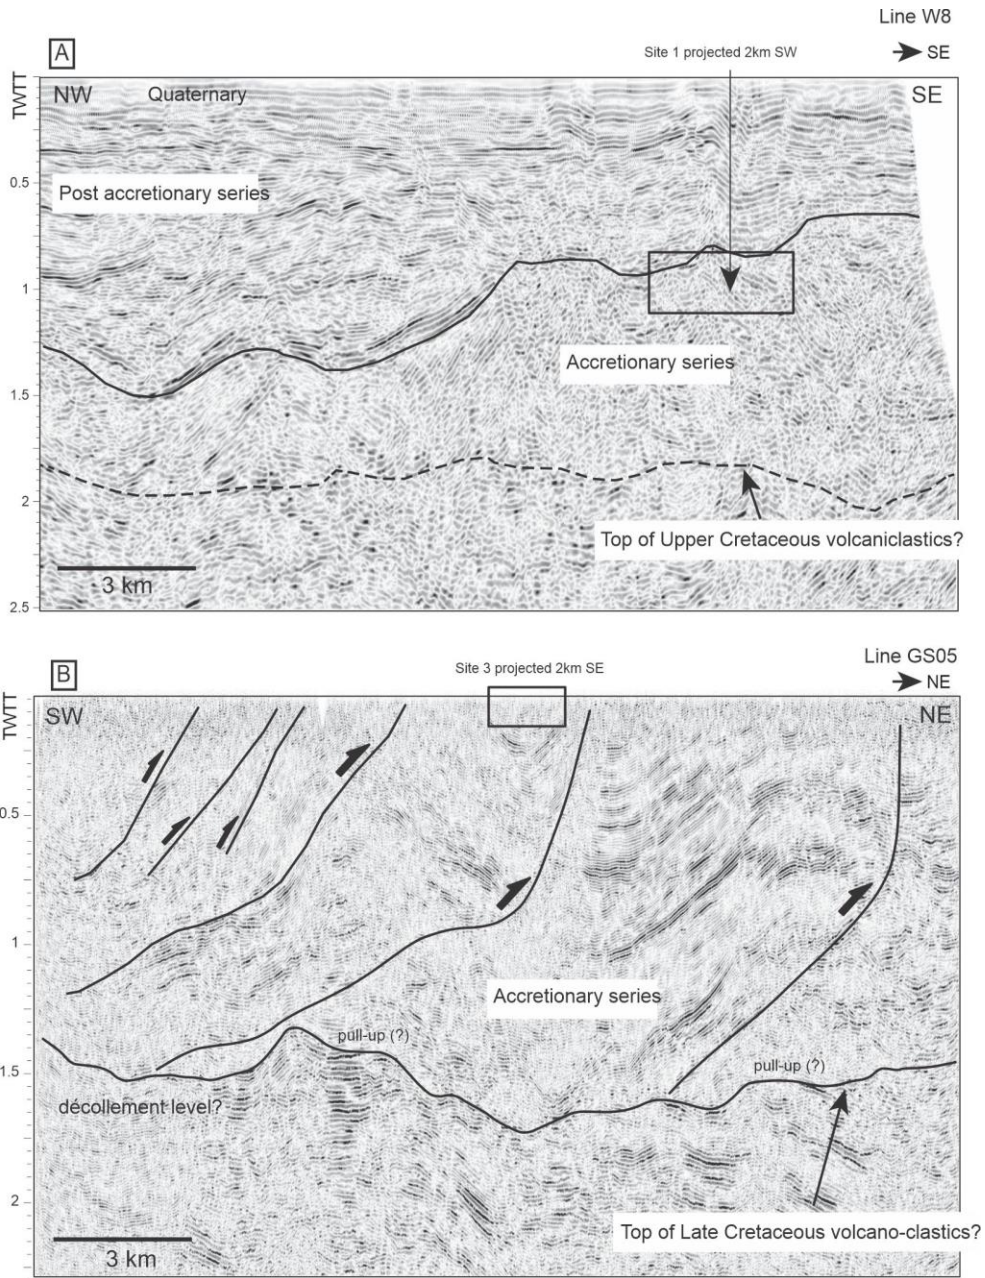 Line W8
A
Site 1 projected 2km SW
SE
TWTT
NW
Quaternary
SE
Post accretionary series
0.5
1
Accretionary series
1.5
2
Top of Upper Cretaceous volcaniclastics?
3 km
2.5
Line GS05
B
Site 3 projected 2km SE
NE
TWTT
SW
NE
0.5
1
Accretionary series
pull-up (?)
pull-up (?)
1.5
décollement level?
2
Top of Late Cretaceous volcano-clastics?
3 km